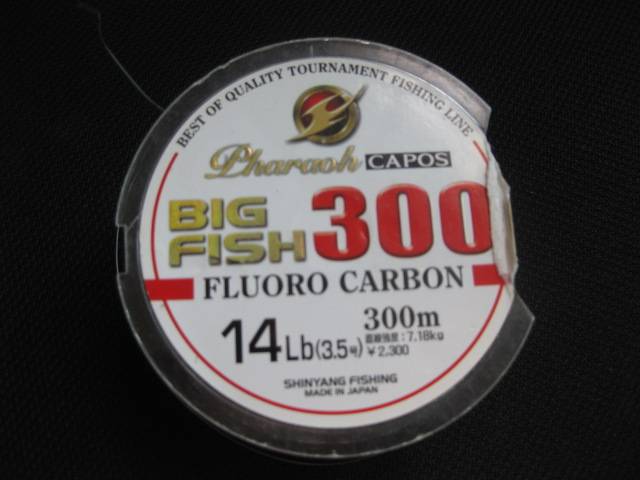 BEST OF QUALITY TOURNAMENT FISHING LINE
Pharaoh CAPOS
BIG FISH 300
FLUORO CARBON
14Lb(3.5号)
300m
直線強度:7.18kg
¥2,300
SHINYANG FISHING
MADE IN JAPAN